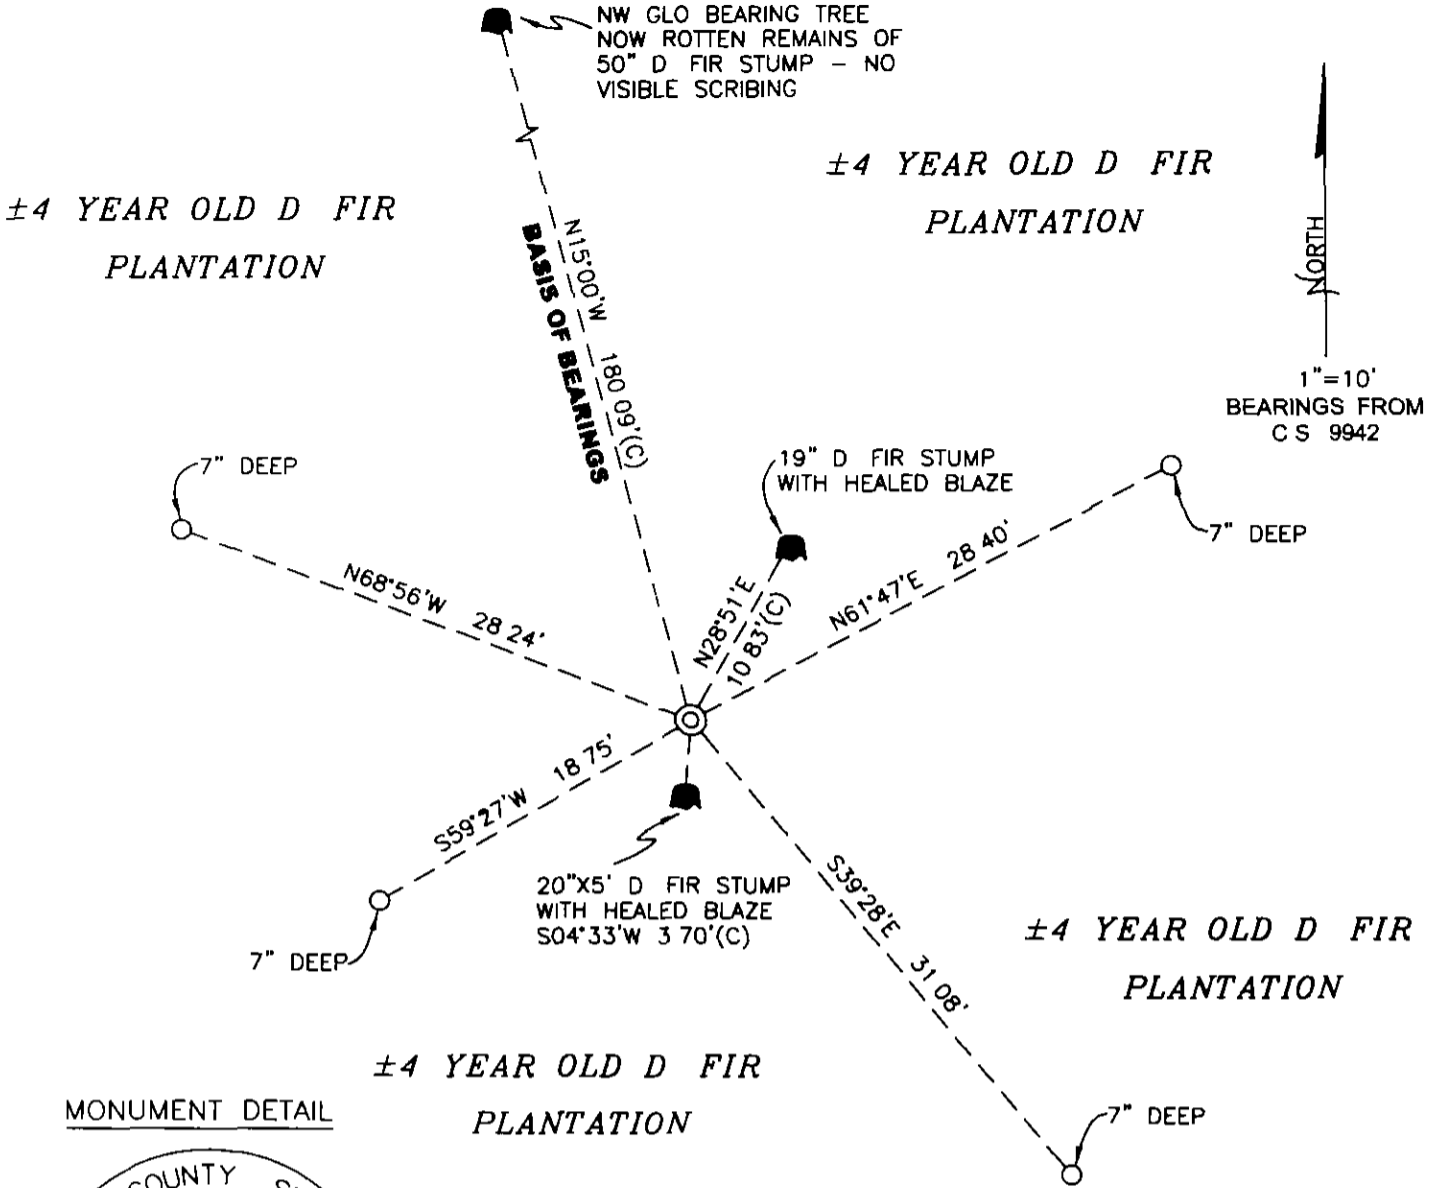 NW GLO BEARING TREE
NOW ROTTEN REMAINS OF
50" D FIR STUMP – NO
VISIBLE SCRIBING
±4 YEAR OLD D FIR
PLANTATION
±4 YEAR OLD D FIR
PLANTATION
NORTH
1"=10'
BEARINGS FROM
C S 9942
N15°00'W 180 09'(C)
BASIS OF BEARINGS
7" DEEP
19" D FIR STUMP
WITH HEALED BLAZE
7" DEEP
N68°56'W 28 24'
N28°51'E
10 83'(C)
N61°47'E 28 40'
S59°27'W 18 75'
7" DEEP
20"X5' D FIR STUMP
WITH HEALED BLAZE
S04°33'W 3 70'(C)
S39°28'E 31 08'
±4 YEAR OLD D FIR
PLANTATION
±4 YEAR OLD D FIR
PLANTATION
7" DEEP
MONUMENT DETAIL
COUNTY